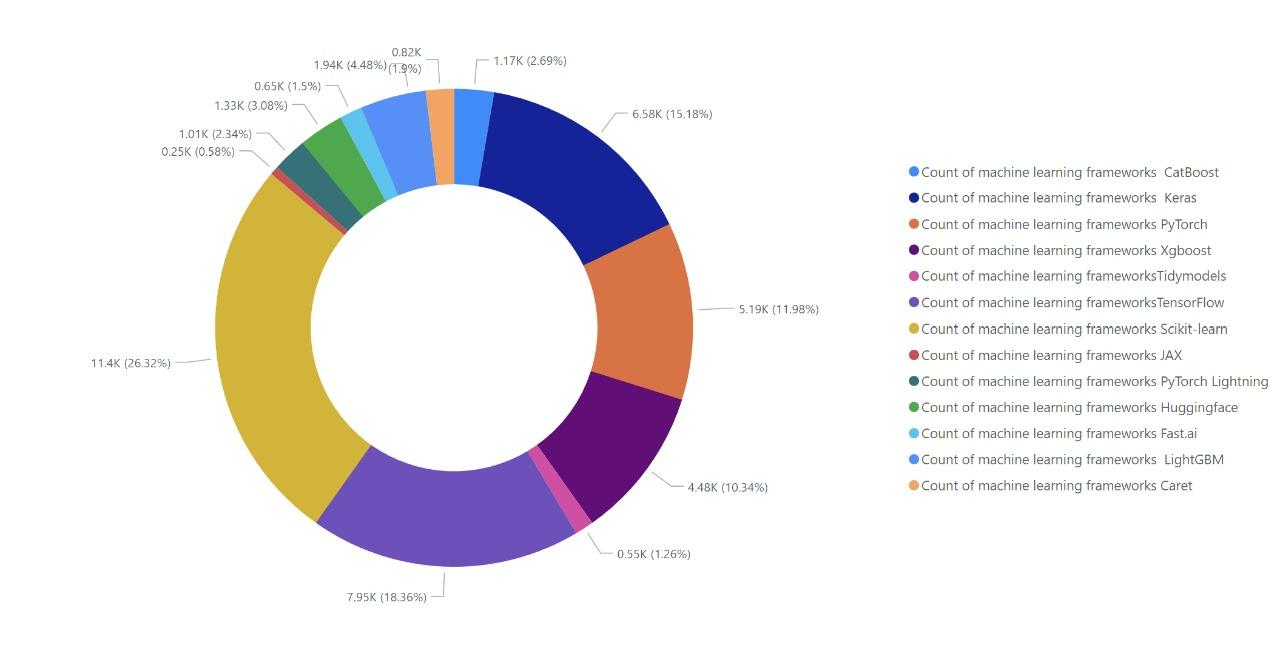 0.82K
(1.9%)
1.94K (4.48%)
1.17K (2.69%)
0.65K (1.5%)
1.33K (3.08%)
6.58K (15.18%)
1.01K (2.34%)
0.25K (0.58%)
5.19K (11.98%)
11.4K (26.32%)
4.48K (10.34%)
0.55K (1.26%)
7.95K (18.36%)
Count of machine learning frameworks  CatBoost
Count of machine learning frameworks  Keras
Count of machine learning frameworks PyTorch
Count of machine learning frameworks Xgboost
Count of machine learning frameworksTidymodels
Count of machine learning frameworksTensorFlow
Count of machine learning frameworks Scikit-learn
Count of machine learning frameworks JAX
Count of machine learning frameworks PyTorch Lightning
Count of machine learning frameworks Huggingface
Count of machine learning frameworks Fast.ai
Count of machine learning frameworks  LightGBM
Count of machine learning frameworks Caret